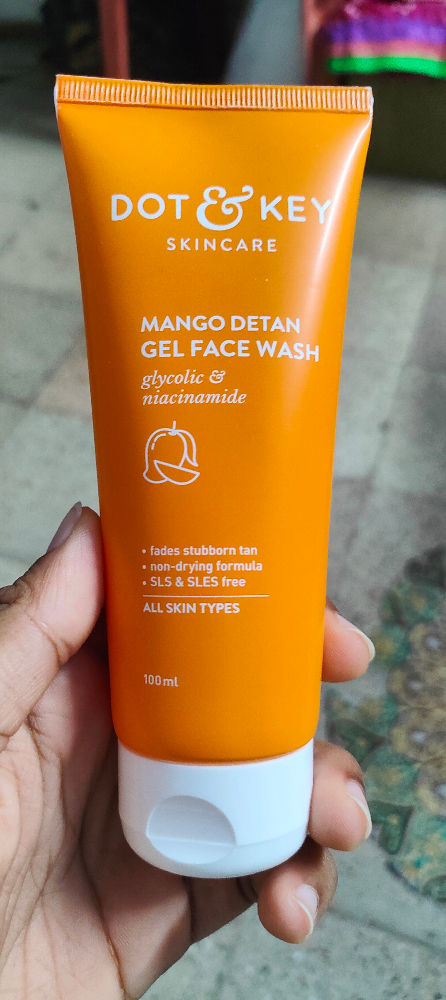 DOT & KEY
SKINCARE
MANGO DETAN
GEL FACE WASH
glycolic &
niacinamide
• fades stubborn tan
• non-drying formula
• SLS & SLES free
ALL SKIN TYPES
100ml